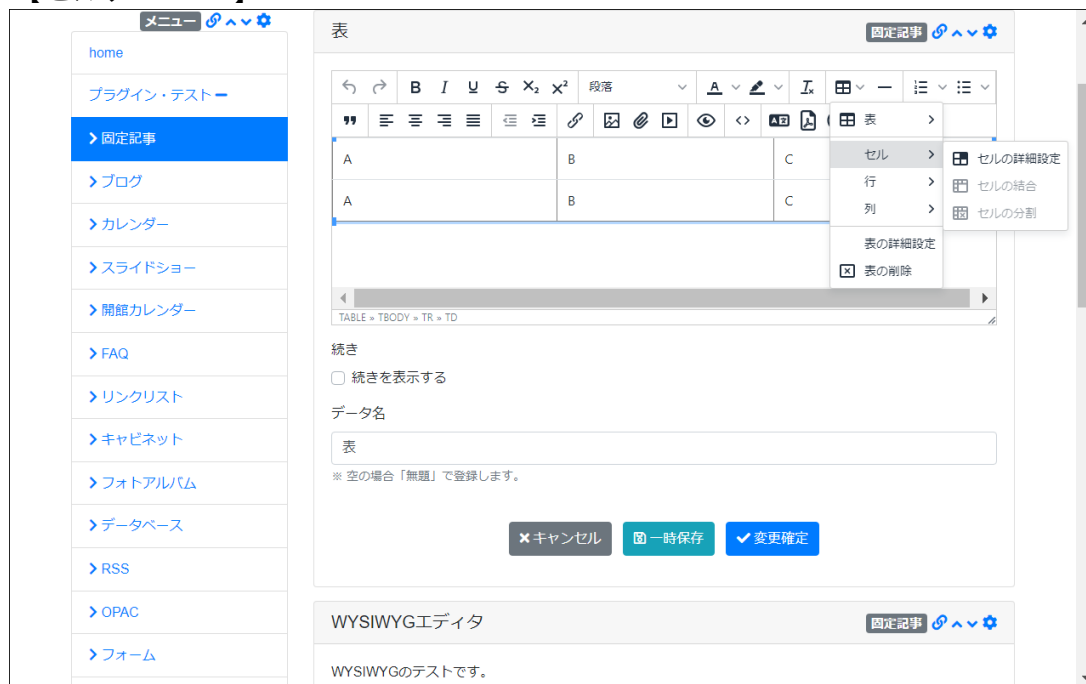 メニュー
home
プラグイン・テスト
固定記事
ブログ
カレンダー
スライドショー
開館カレンダー
FAQ
リンクリスト
キャビネット
フォトアルバム
データベース
RSS
OPAC
フォーム
表
固定記事
B I U S X₂ X² 段落 A Ix
A B C
A B C
表
セル
行
列
表の詳細設定
表の削除
セルの詳細設定
セルの結合
セルの分割
TABLE » TBODY » TR » TD
続き
続きを表示する
データ名
表
※ 空の場合「無題」で登録します。
キャンセル 一時保存 変更確定
WYSIWYGエディタ
固定記事
WYSIWYGのテストです。